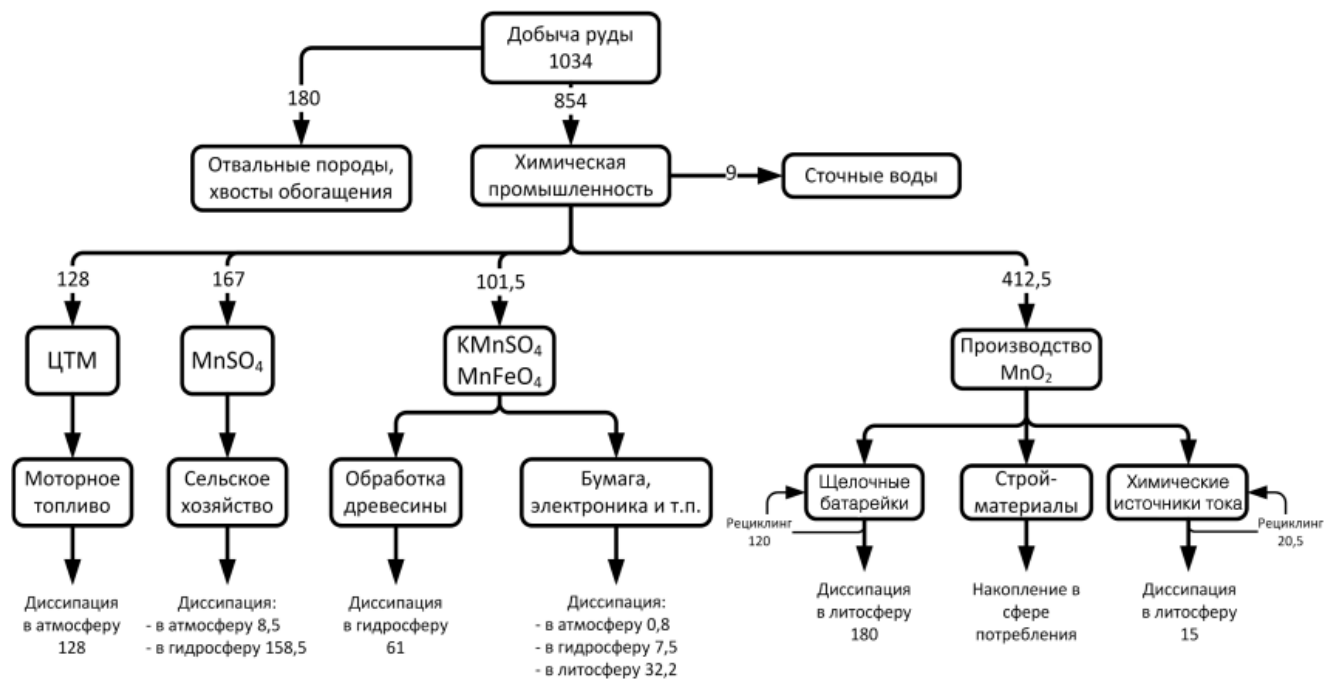 Добыча руды
1034
180
854
Отвальные породы,
хвосты обогащения
Химическая
промышленность
9
Сточные воды
128
167
101,5
412,5
ЦТМ
MnSO₄
KMnSO₄
MnFeO₄
Производство
MnO₂
Моторное
топливо
Сельское
хозяйство
Обработка
древесины
Бумага,
электроника и т.п.
Щелочные
батарейки
Строй-
материалы
Химические
источники тока
Рециклинг
120
Рециклинг
20,5
Диссипация
в атмосферу
128
Диссипация:
- в атмосферу 8,5
- в гидросферу 158,5
Диссипация
в гидросферу
61
Диссипация:
- в атмосферу 0,8
- в гидросферу 7,5
- в литосферу 32,2
Диссипация
в литосферу
180
Накопление в
сфере
потребления
Диссипация
в литосферу
15